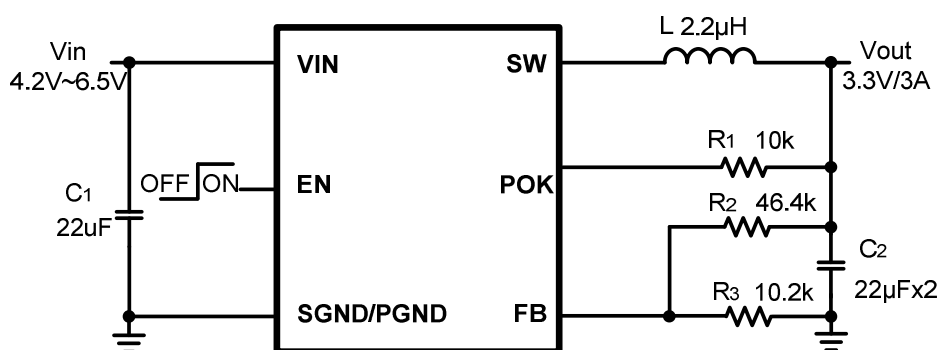 L 2.2µH
Vin
4.2V~6.5V
VIN
SW
Vout
3.3V/3A
R1 10k
OFF ON
EN
POK
C1
22uF
R2 46.4k
C2
22µFx2
R3 10.2k
SGND/PGND
FB